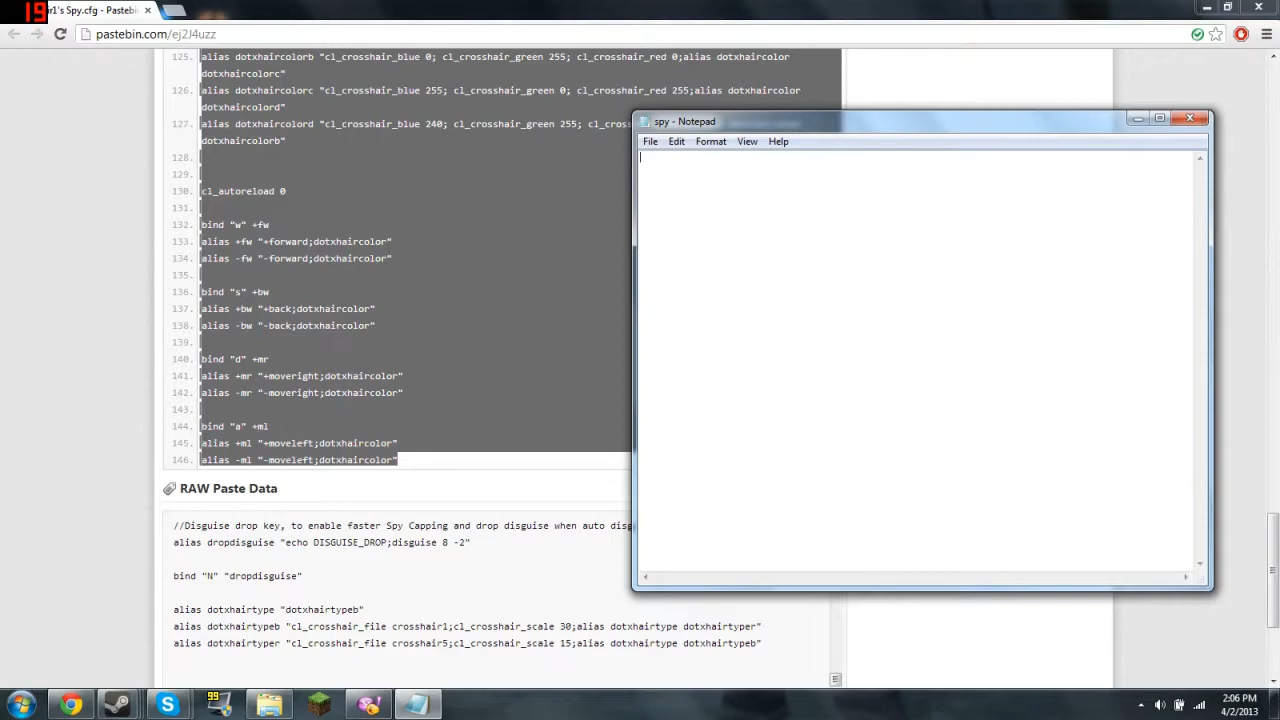 19
r1's Spy.cfg - Pastebin
pastebin.com/ej2J4uzz
125. alias dotxhaircolorb "cl_crosshair_blue 0; cl_crosshair_green 255; cl_crosshair_red 0;alias dotxhaircolor
dotxhaircolorc"
126. alias dotxhaircolorc "cl_crosshair_blue 255; cl_crosshair_green 0; cl_crosshair_red 255;alias dotxhaircolor
dotxhaircolord"
127. alias dotxhaircolord "cl_crosshair_blue 240; cl_crosshair_green 255; cl_cross
dotxhaircolorb"
128.
129.
130. cl_autoreload 0
131.
132. bind "w" +fw
133. alias +fw "+forward;dotxhaircolor"
134. alias -fw "-forward;dotxhaircolor"
135.
136. bind "s" +bw
137. alias +bw "+back;dotxhaircolor"
138. alias -bw "-back;dotxhaircolor"
139.
140. bind "d" +mr
141. alias +mr "+moveright;dotxhaircolor"
142. alias -mr "-moveright;dotxhaircolor"
143.
144. bind "a" +ml
145. alias +ml "+moveleft;dotxhaircolor"
146. alias -ml "-moveleft;dotxhaircolor"
RAW Paste Data
//Disguise drop key, to enable faster Spy Capping and drop disguise when auto disg
alias dropdisguise "echo DISGUISE_DROP;disguise 8 -2"
bind "N" "dropdisguise"
alias dotxhairtype "dotxhairtypeb"
alias dotxhairtypeb "cl_crosshair_file crosshair1;cl_crosshair_scale 30;alias dotxhairtype dotxhairtyper"
alias dotxhairtyper "cl_crosshair_file crosshair5;cl_crosshair_scale 15;alias dotxhairtype dotxhairtypeb"
spy - Notepad
File Edit Format View Help
99
2:06 PM
4/2/2013